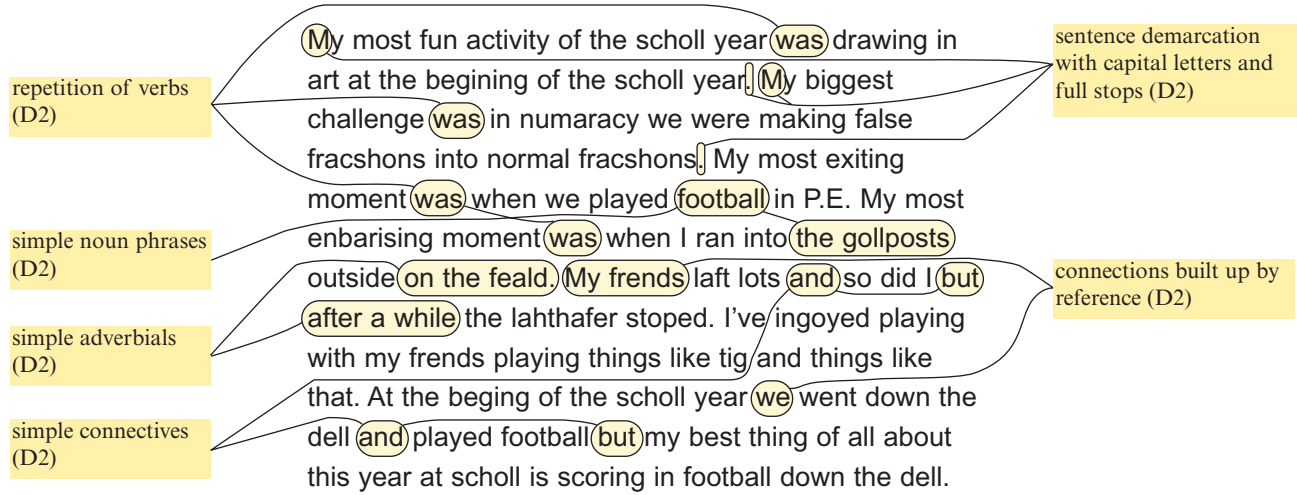 My most fun activity of the scholl year was drawing in
art at the begining of the scholl year. My biggest
challenge was in numaracy we were making false
fracshons into normal fracshons. My most exiting
moment was when we played football in P.E. My most
enbarising moment was when I ran into the gollposts
outside on the feald. My frends laft lots and so did I but
after a while the lahthafer stoped. I've ingoyed playing
with my frends playing things like tig and things like
that. At the beging of the scholl year we went down the
dell and played football but my best thing of all about
this year at scholl is scoring in football down the dell.
repetition of verbs
(D2)
simple noun phrases
(D2)
simple adverbials
(D2)
simple connectives
(D2)
sentence demarcation
with capital letters and
full stops (D2)
connections built up by
reference (D2)